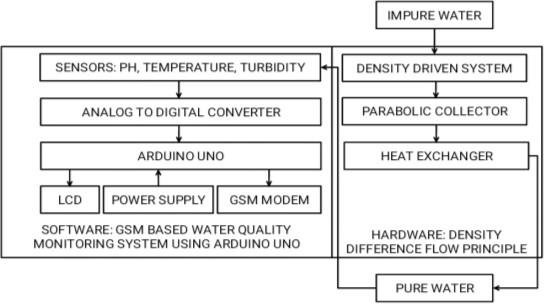 IMPURE WATER
SENSORS: PH, TEMPERATURE, TURBIDITY
ANALOG TO DIGITAL CONVERTER
ARDUINO UNO
LCD
POWER SUPPLY
GSM MODEM
SOFTWARE: GSM BASED WATER QUALITY
MONITORING SYSTEM USING ARDUINO UNO
DENSITY DRIVEN SYSTEM
PARABOLIC COLLECTOR
HEAT EXCHANGER
HARDWARE: DENSITY
DIFFERENCE FLOW PRINCIPLE
PURE WATER